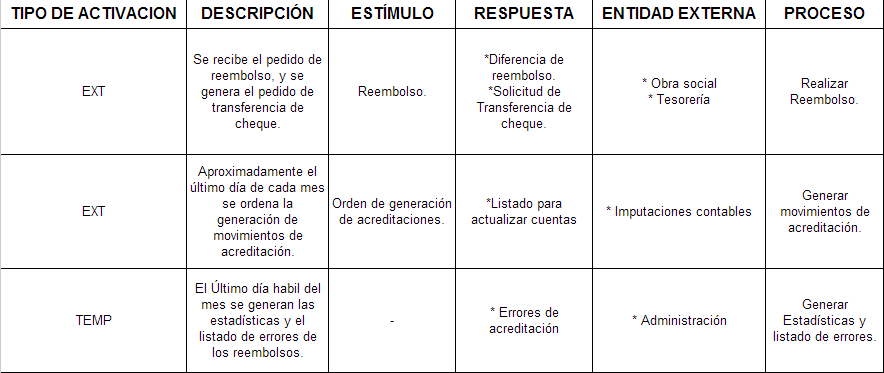 TIPO DE ACTIVACION
DESCRIPCIÓN
ESTÍMULO
RESPUESTA
ENTIDAD EXTERNA
PROCESO
EXT
Se recibe el pedido de
reembolso, y se
genera el pedido de
transferencia de
cheque.
Reembolso.
*Diferencia de
reembolso.
*Solicitud de
Transferencia de
cheque.
* Obra social
* Tesorería
Realizar
Reembolso.
EXT
Aproximadamente el
último día de cada mes
se ordena la
generación de
movimientos de
acreditación.
Orden de generación
de acreditaciones.
*Listado para
actualizar cuentas
* Imputaciones contables
Generar
movimientos de
acreditación.
TEMP
El Último día habil del
mes se generan las
estadísticas y el
listado de errores de
los reembolsos.
-
* Errores de
acreditación
* Administración
Generar
Estadísticas y
listado de errores.